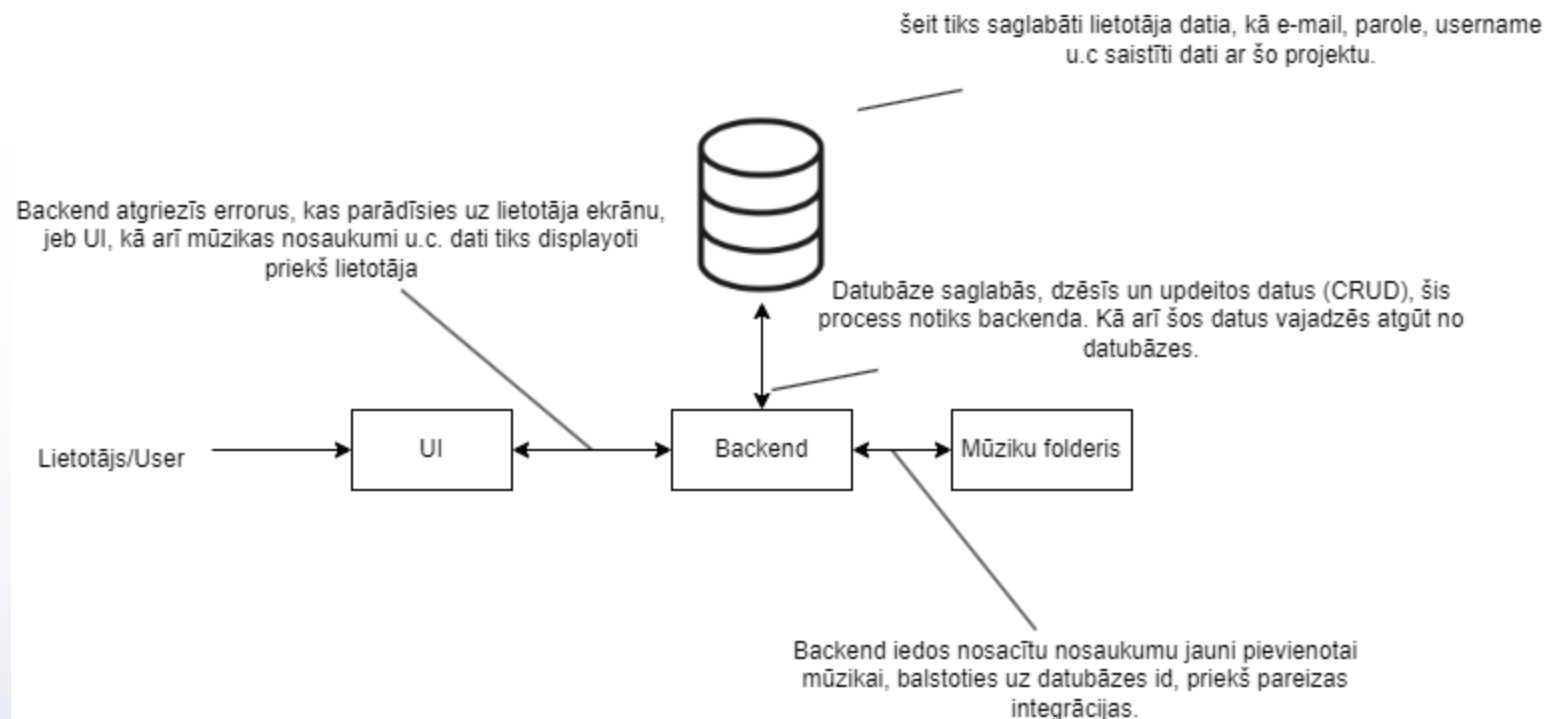 šeit tiks saglabāti lietotāja datia, kā e-mail, parole, username
u.c saistīti dati ar šo projektu.
Backend atgriezīs errorus, kas parādīsies uz lietotāja ekrānu,
jeb UI, kā arī mūzikas nosaukumi u.c. dati tiks displayoti
priekš lietotāja
Datubāze saglabās, dzēsīs un updeitos datus (CRUD), šis
process notiks backenda. Kā arī šos datus vajadzēs atgūt no
datubāzes.
Lietotājs/User
UI
Backend
Mūziku folderis
Backend iedos nosacītu nosaukumu jauni pievienotai
mūzikai, balstoties uz datubāzes id, priekš pareizas
integrācijas.